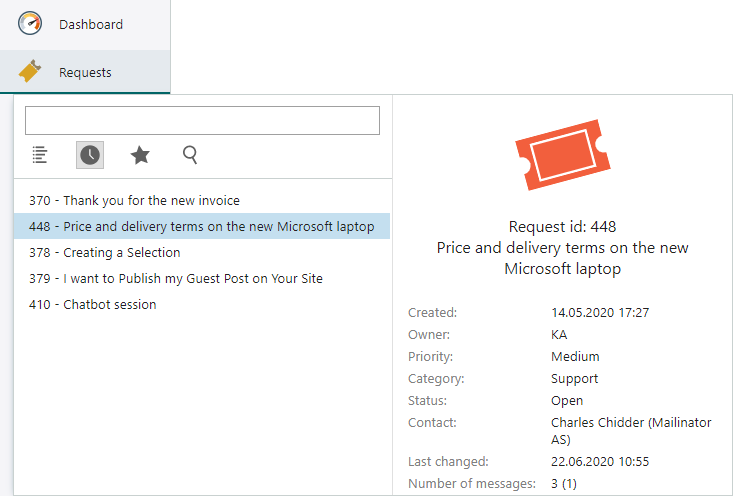 Dashboard
Requests
370 - Thank you for the new invoice
448 - Price and delivery terms on the new Microsoft laptop
378 - Creating a Selection
379 - I want to Publish my Guest Post on Your Site
410 - Chatbot session
Request id: 448
Price and delivery terms on the new
Microsoft laptop
Created: 14.05.2020 17:27
Owner: KA
Priority: Medium
Category: Support
Status: Open
Contact: Charles Chidder (Mailinator
AS)
Last changed: 22.06.2020 10:55
Number of messages: 3 (1)